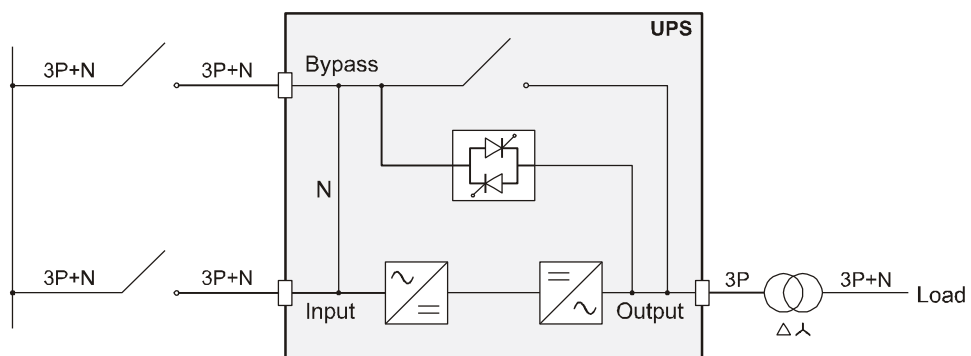 UPS
3P+N
3P+N
Bypass
N
3P+N
3P+N
Input
Output
3P
3P+N
Load